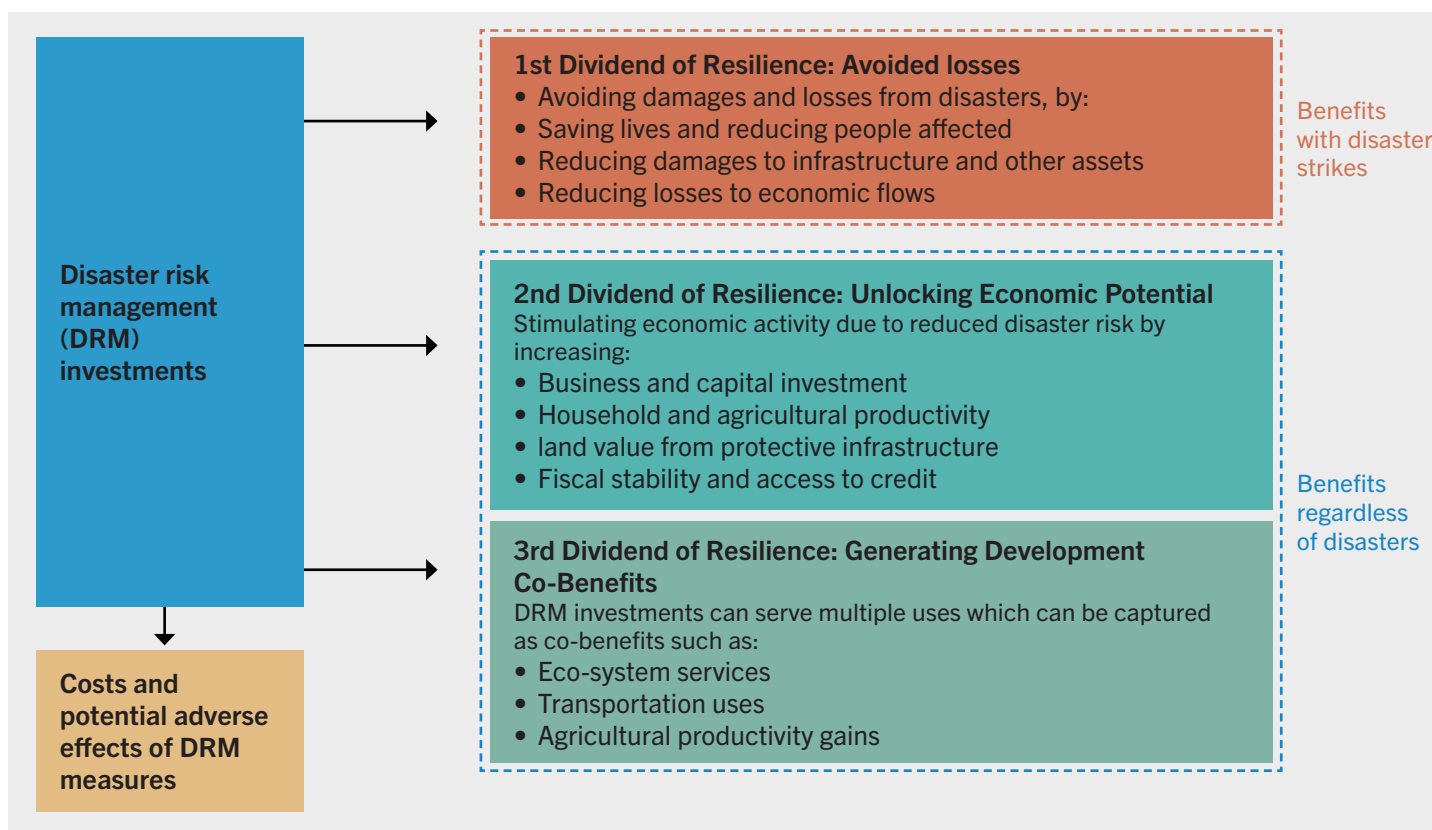 Disaster risk
management
(DRM)
investments
Costs and
potential adverse
effects of DRM
measures
1st Dividend of Resilience: Avoided losses
• Avoiding damages and losses from disasters, by:
• Saving lives and reducing people affected
• Reducing damages to infrastructure and other assets
• Reducing losses to economic flows
Benefits
with disaster
strikes
2nd Dividend of Resilience: Unlocking Economic Potential
Stimulating economic activity due to reduced disaster risk by
increasing:
• Business and capital investment
• Household and agricultural productivity
• land value from protective infrastructure
• Fiscal stability and access to credit
3rd Dividend of Resilience: Generating Development
Co-Benefits
DRM investments can serve multiple uses which can be captured
as co-benefits such as:
• Eco-system services
• Transportation uses
• Agricultural productivity gains
Benefits
regardless
of disasters